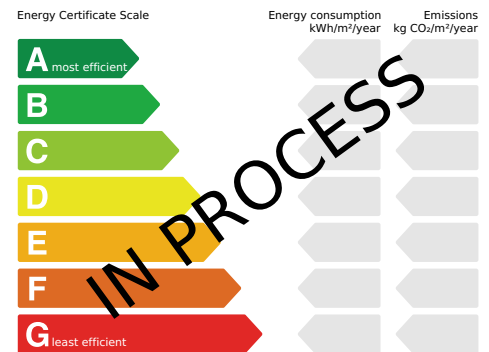 Energy Certificate Scale
Energy consumption
kWh/m²/year
Emissions
kg CO₂/m²/year
A most efficient
B
C
D
E
F
G least efficient
IN PROCESS